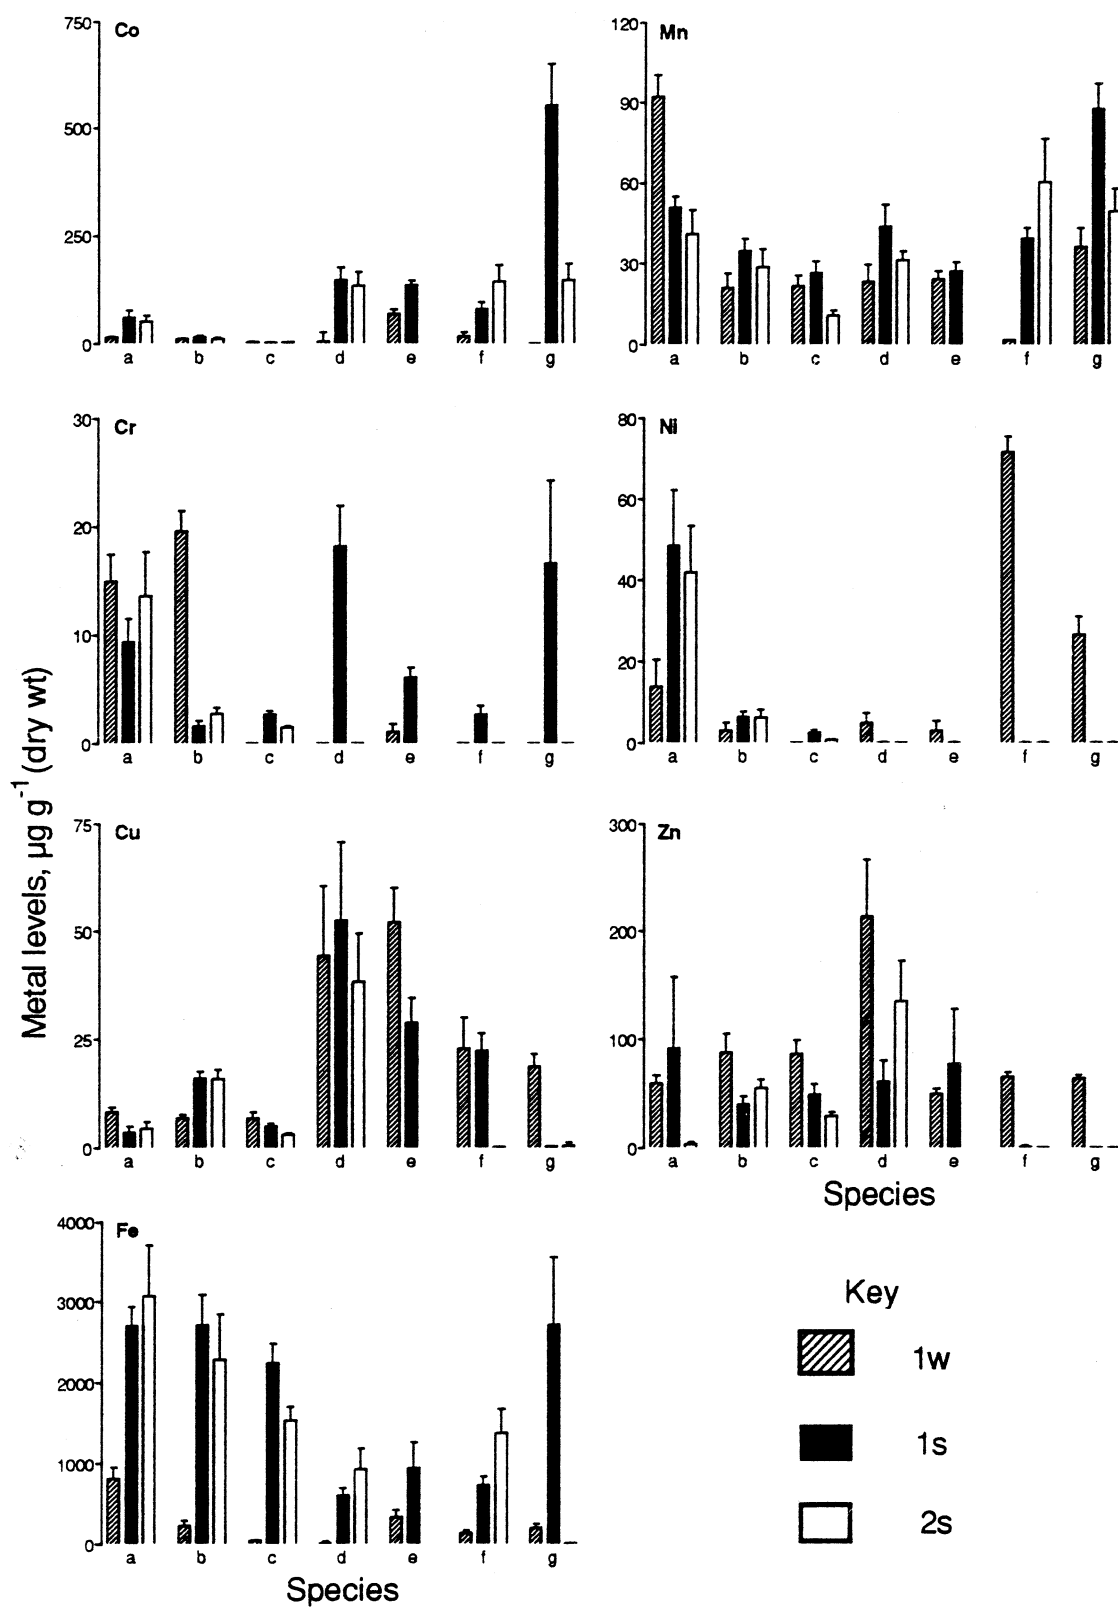 Metal levels, µg g⁻¹ (dry wt)
Co
750
500
250
0
a b c d e f g
Mn
120
90
60
30
0
a b c d e f g
Cr
30
20
10
0
a b c d e f g
Ni
80
60
40
20
0
a b c d e f g
Cu
75
50
25
0
a b c d e f g
Zn
300
200
100
0
a b c d e f g
Species
Fe
4000
3000
2000
1000
0
a b c d e f g
Species
Key
1w
1s
2s